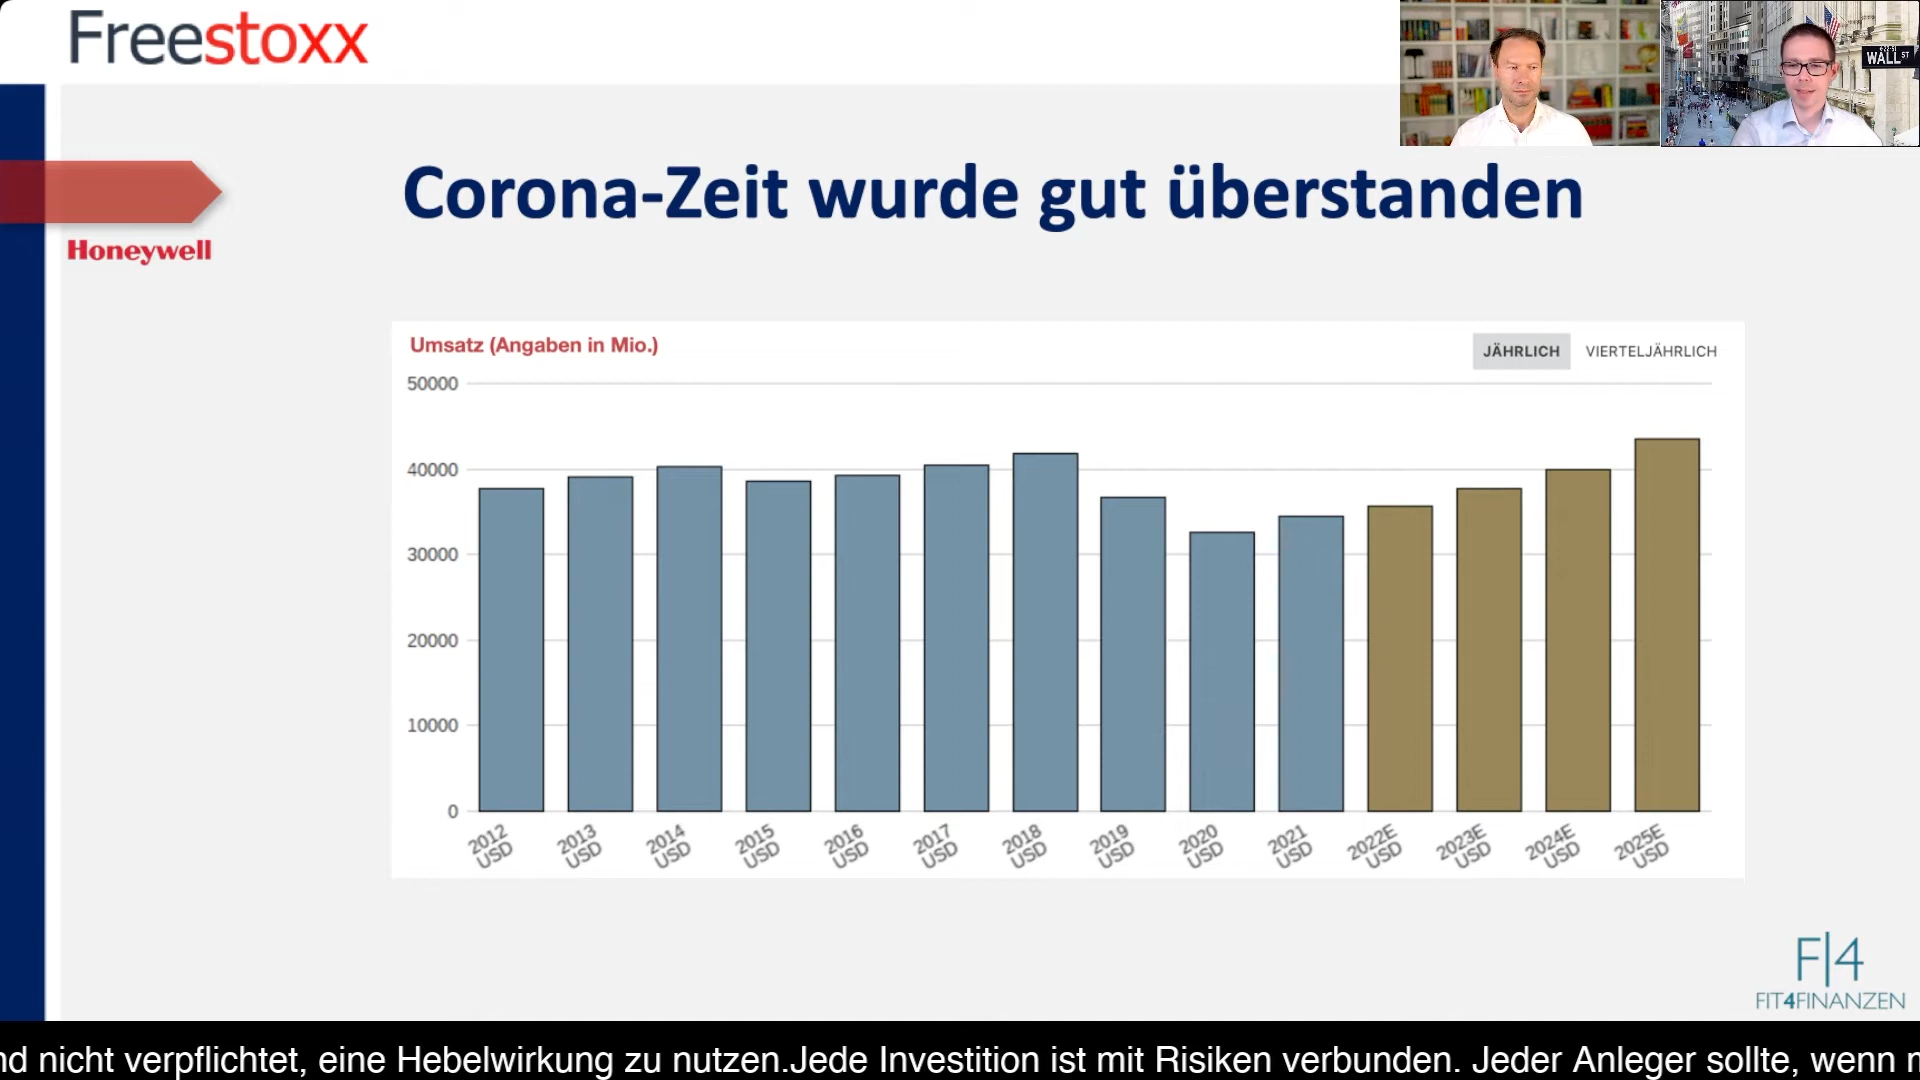 Freestoxx
WALL ST
Corona-Zeit wurde gut überstanden
Honeywell
Umsatz (Angaben in Mio.)
JÄHRLICH VIERTELJÄHRLICH
50000
40000
30000
20000
10000
0
2012 USD
2013 USD
2014 USD
2015 USD
2016 USD
2017 USD
2018 USD
2019 USD
2020 USD
2021 USD
2022E USD
2023E USD
2024E USD
2025E USD
F|4
FIT4FINANZEN
nd nicht verpflichtet, eine Hebelwirkung zu nutzen.Jede Investition ist mit Risiken verbunden. Jeder Anleger sollte, wenn